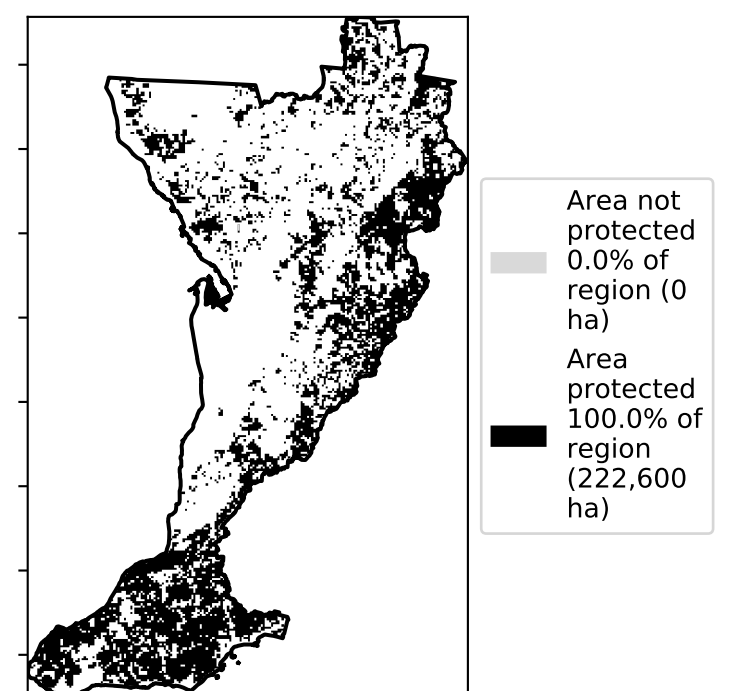 Area not
protected
0.0% of
region (0
ha)
Area
protected
100.0% of
region
(222,600
ha)